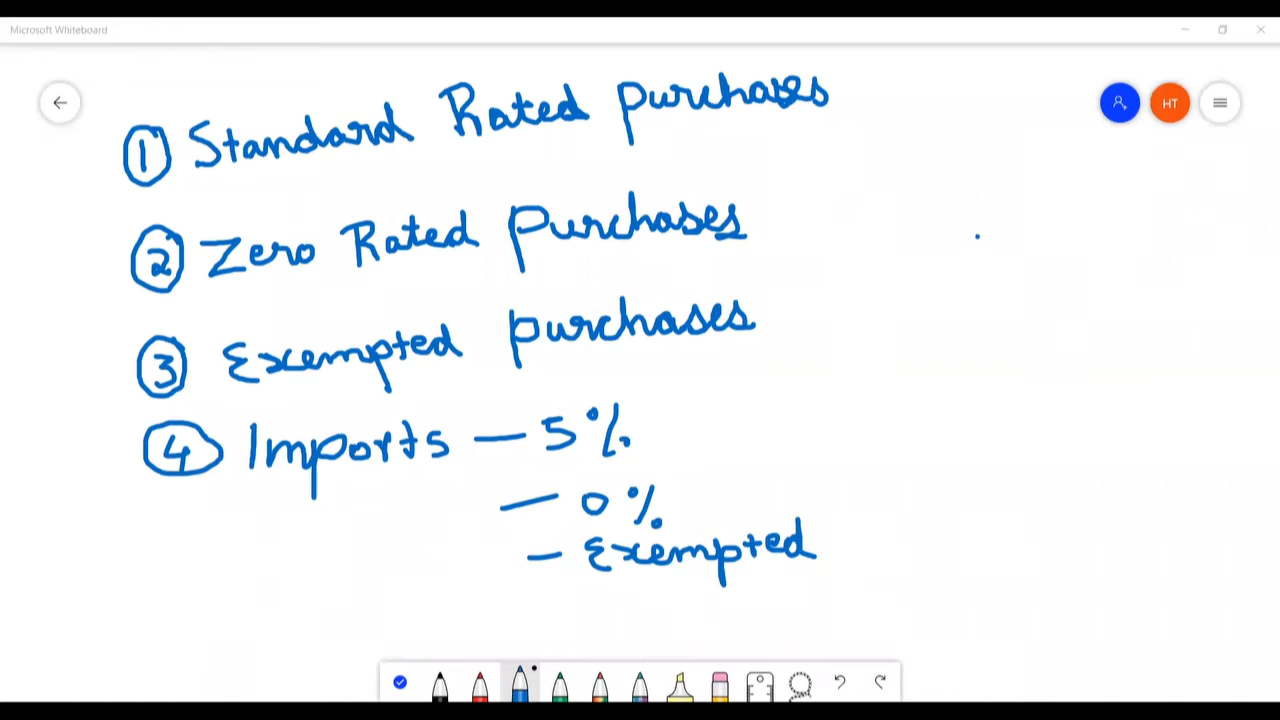 Microsoft Whiteboard
HT
① Standard Rated purchases
② Zero Rated purchases
③ Exempted purchases
④ Imports — 5%
— 0%
— Exempted